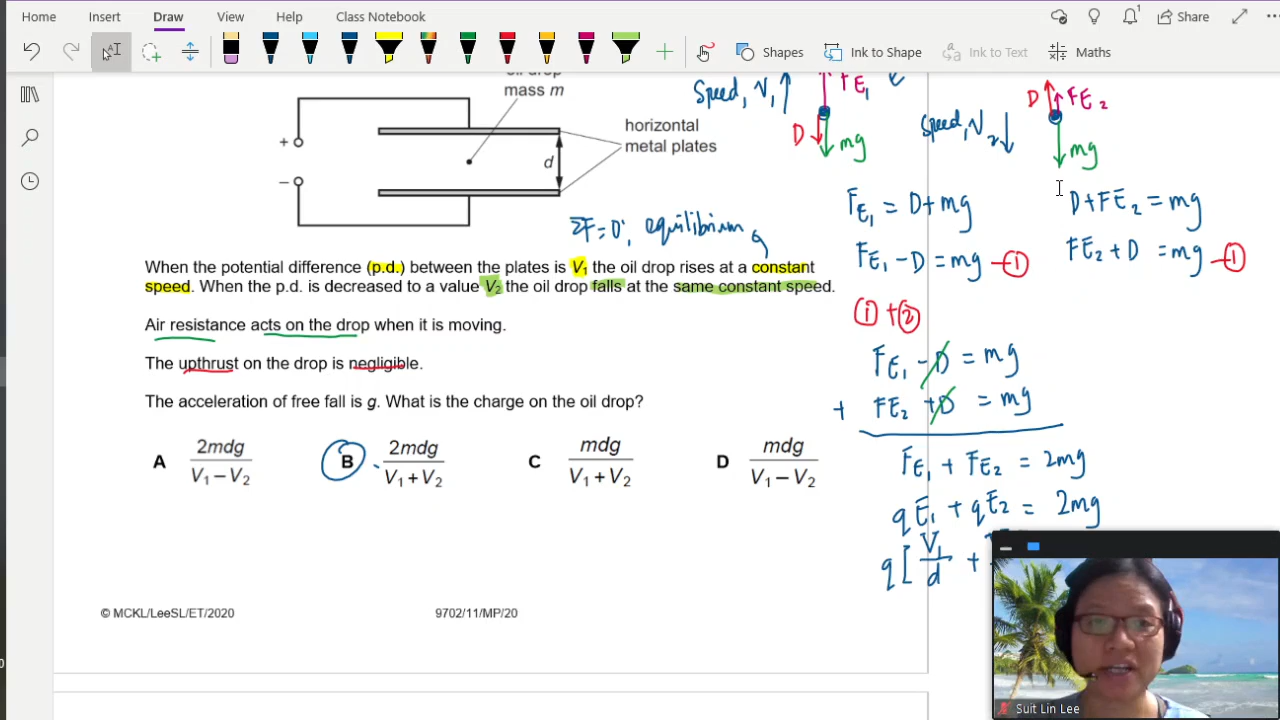 Home Insert Draw View Help Class Notebook Share
Shapes Ink to Shape Ink to Text Maths
oil drop
mass m
horizontal
metal plates
d
+
−
Speed, V1 ↑
FE1
D
mg
Speed, V2 ↓
D
FE2
mg
ΣF=0, equilibrium
When the potential difference (p.d.) between the plates is V1 the oil drop rises at a constant
speed. When the p.d. is decreased to a value V2 the oil drop falls at the same constant speed.
Air resistance acts on the drop when it is moving.
The upthrust on the drop is negligible.
The acceleration of free fall is g. What is the charge on the oil drop?
A 2mdg / V1 − V2
B 2mdg / V1 + V2
C mdg / V1 + V2
D mdg / V1 − V2
FE1 = D + mg
FE1 − D = mg —①
D + FE2 = mg
FE2 + D = mg —①
① + ②
FE1 − D = mg
+ FE2 + D = mg
FE1 + FE2 = 2mg
qE1 + qE2 = 2mg
q[V1/d +
© MCKL/LeeSL/ET/2020
9702/11/MP/20
Suit Lin Lee